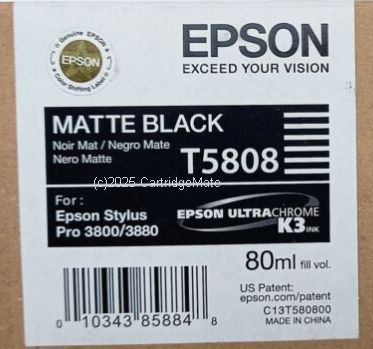 Genuine EPSON
EPSON
Color Shifting Label
EPSON
EXCEED YOUR VISION
MATTE BLACK
Noir Mat / Negro Mate
Nero Matte
T5808
(c)2025 CartridgeMate
For :
Epson Stylus
Pro 3800/3880
EPSON ULTRACHROME
K3 INK
80ml fill vol.
US Patent:
epson.com/patent
C13T580800
MADE IN CHINA
0 10343 85884 8